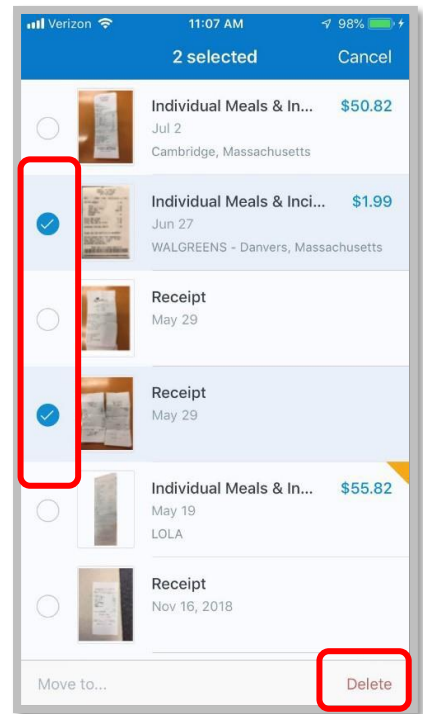 Verizon 11:07 AM 98%
2 selected Cancel
Individual Meals & In... $50.82
Jul 2
Cambridge, Massachusetts
Individual Meals & Inci... $1.99
Jun 27
WALGREENS - Danvers, Massachusetts
Receipt
May 29
Receipt
May 29
Individual Meals & In... $55.82
May 19
LOLA
Receipt
Nov 16, 2018
Move to... Delete